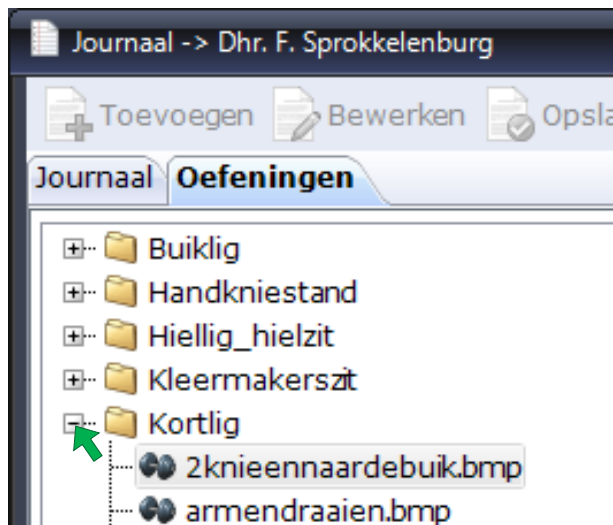 Journaal -> Dhr. F. Sprokkelenburg
Toevoegen Bewerken Opsla
Journaal Oefeningen
Buiklig
Handkniestand
Hiellig_hielzit
Kleermakerszit
Kortlig
2knieennaardebuik.bmp
armendraaien.bmp